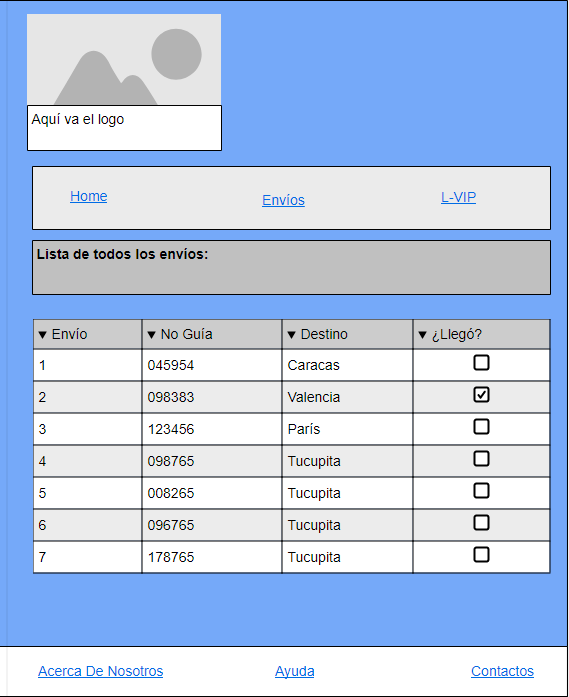 Aquí va el logo
Home Envíos L-VIP
Lista de todos los envíos:
Envío No Guía Destino ¿Llegó?
1 045954 Caracas
2 098383 Valencia
3 123456 París
4 098765 Tucupita
5 008265 Tucupita
6 096765 Tucupita
7 178765 Tucupita
Acerca De Nosotros Ayuda Contactos